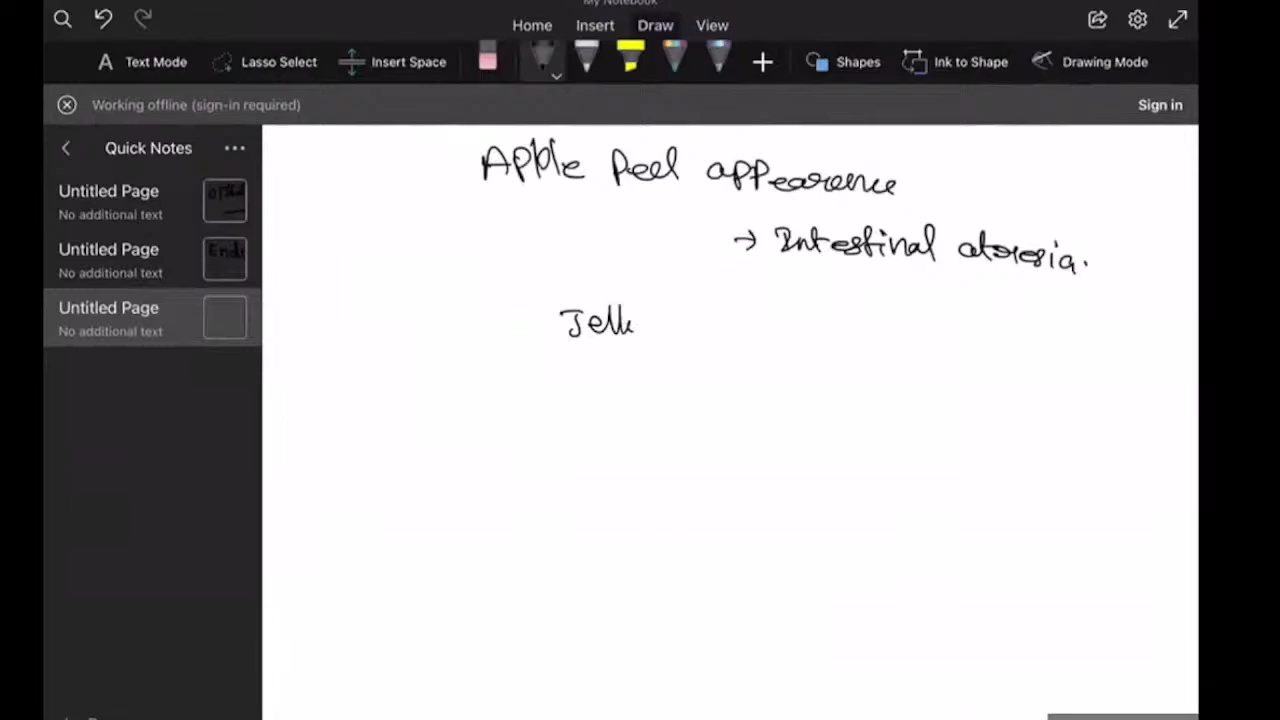 My Notebook
Home Insert Draw View
Text Mode Lasso Select Insert Space Shapes Ink to Shape Drawing Mode
Working offline (sign-in required) Sign in
Quick Notes
Untitled Page
No additional text
Untitled Page
No additional text
Untitled Page
No additional text
Apple Peel appearence
→ Intestinal atresia.
Jell